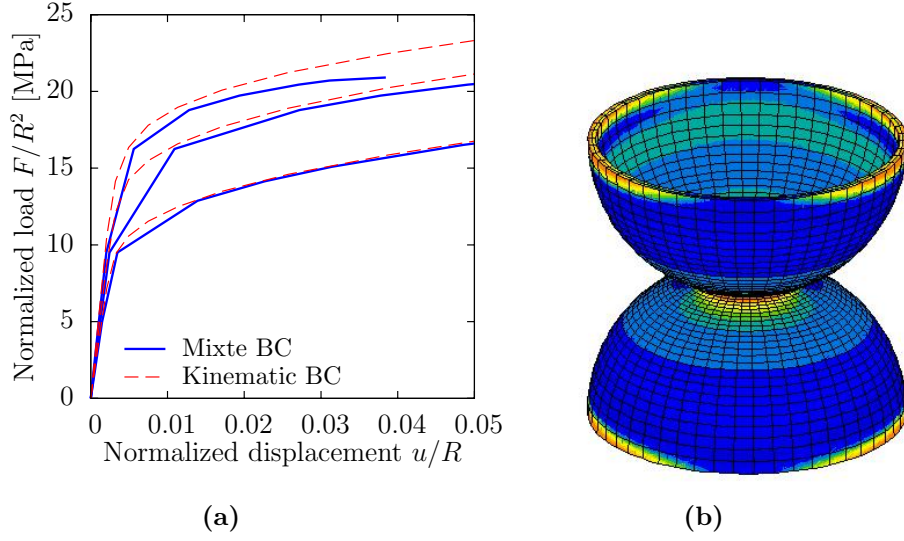 25
20
15
10
5
0
Normalized load F/R² [MPa]
Mixte BC
Kinematic BC
0 0.01 0.02 0.03 0.04 0.05
Normalized displacement u/R
(a) (b)